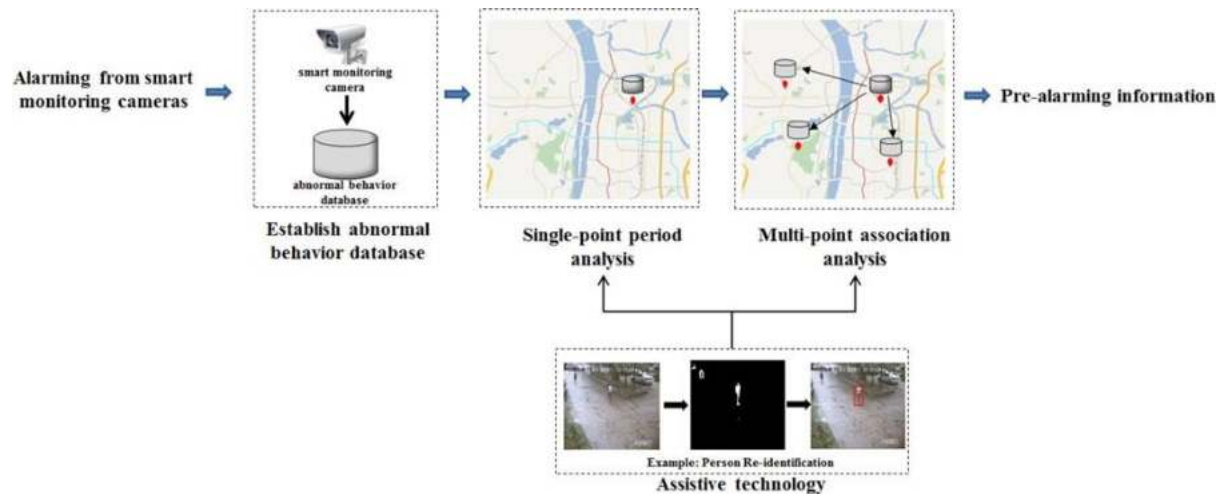 Alarming from smart
monitoring cameras
smart monitoring
camera
abnormal behavior
database
Establish abnormal
behavior database
Single-point period
analysis
Multi-point association
analysis
Pre-alarming information
Example: Person Re-identification
Assistive technology